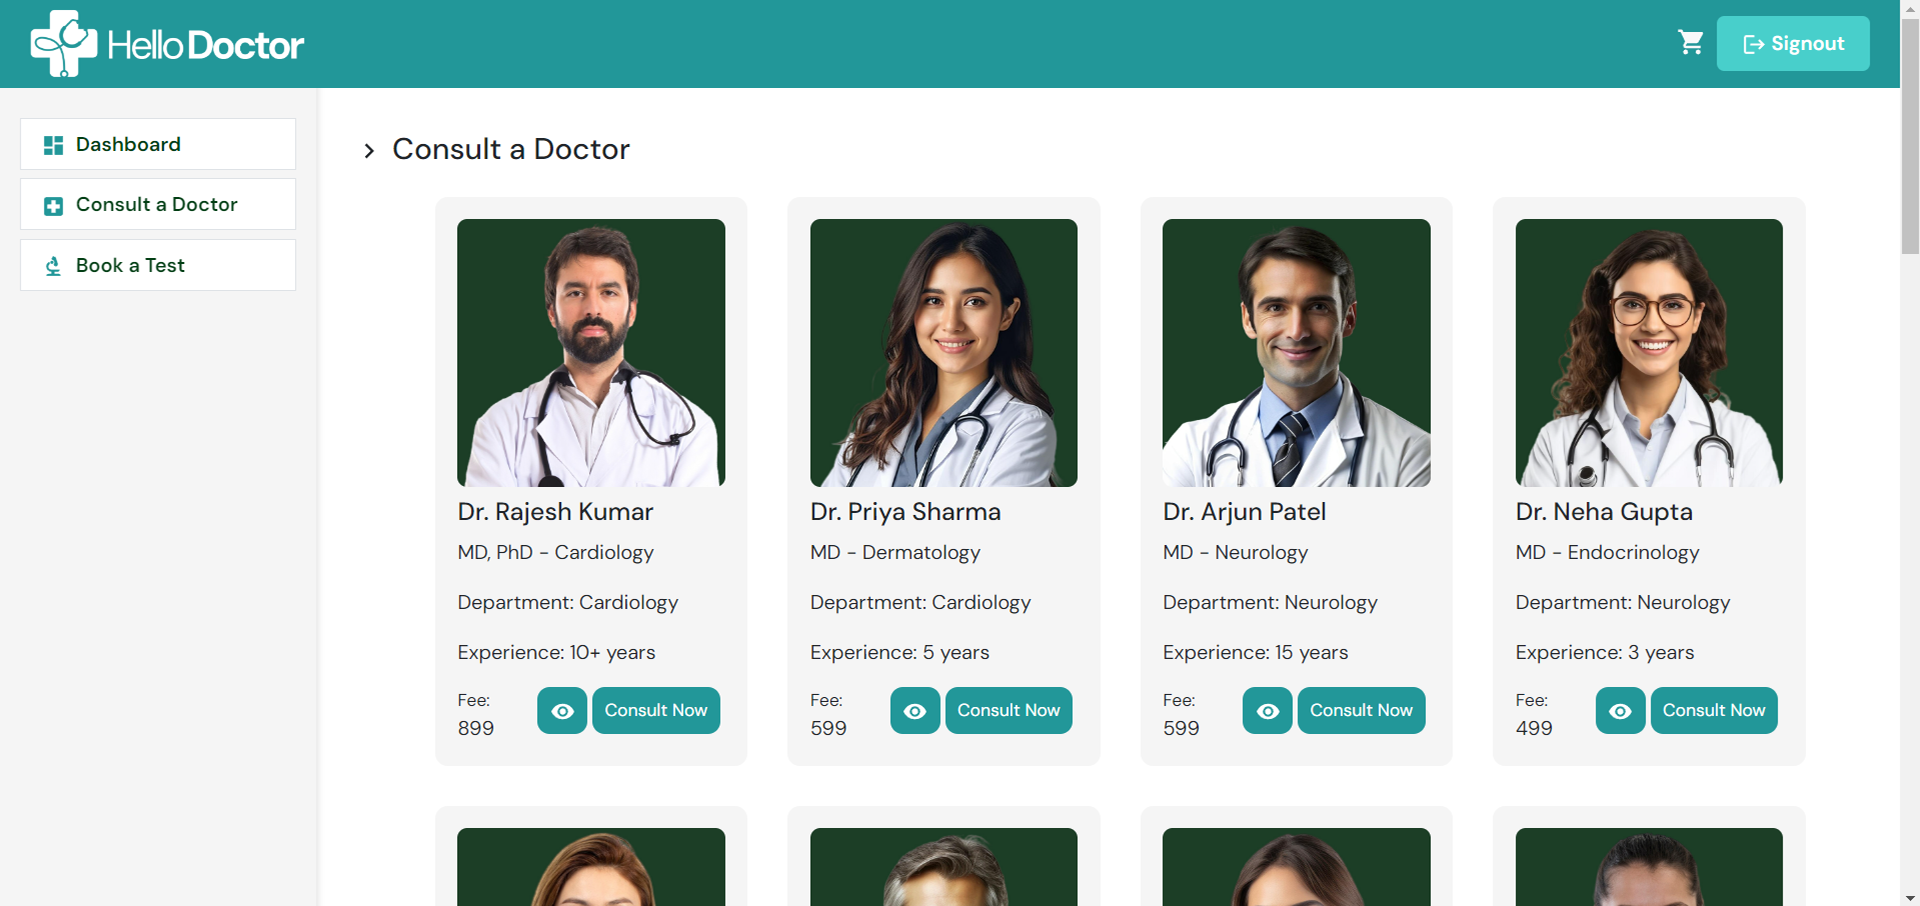 Hello Doctor
Signout
Dashboard
Consult a Doctor
Book a Test
Consult a Doctor
Dr. Rajesh Kumar
MD, PhD - Cardiology
Department: Cardiology
Experience: 10+ years
Fee:
899
Consult Now
Dr. Priya Sharma
MD - Dermatology
Department: Cardiology
Experience: 5 years
Fee:
599
Consult Now
Dr. Arjun Patel
MD - Neurology
Department: Neurology
Experience: 15 years
Fee:
599
Consult Now
Dr. Neha Gupta
MD - Endocrinology
Department: Neurology
Experience: 3 years
Fee:
499
Consult Now